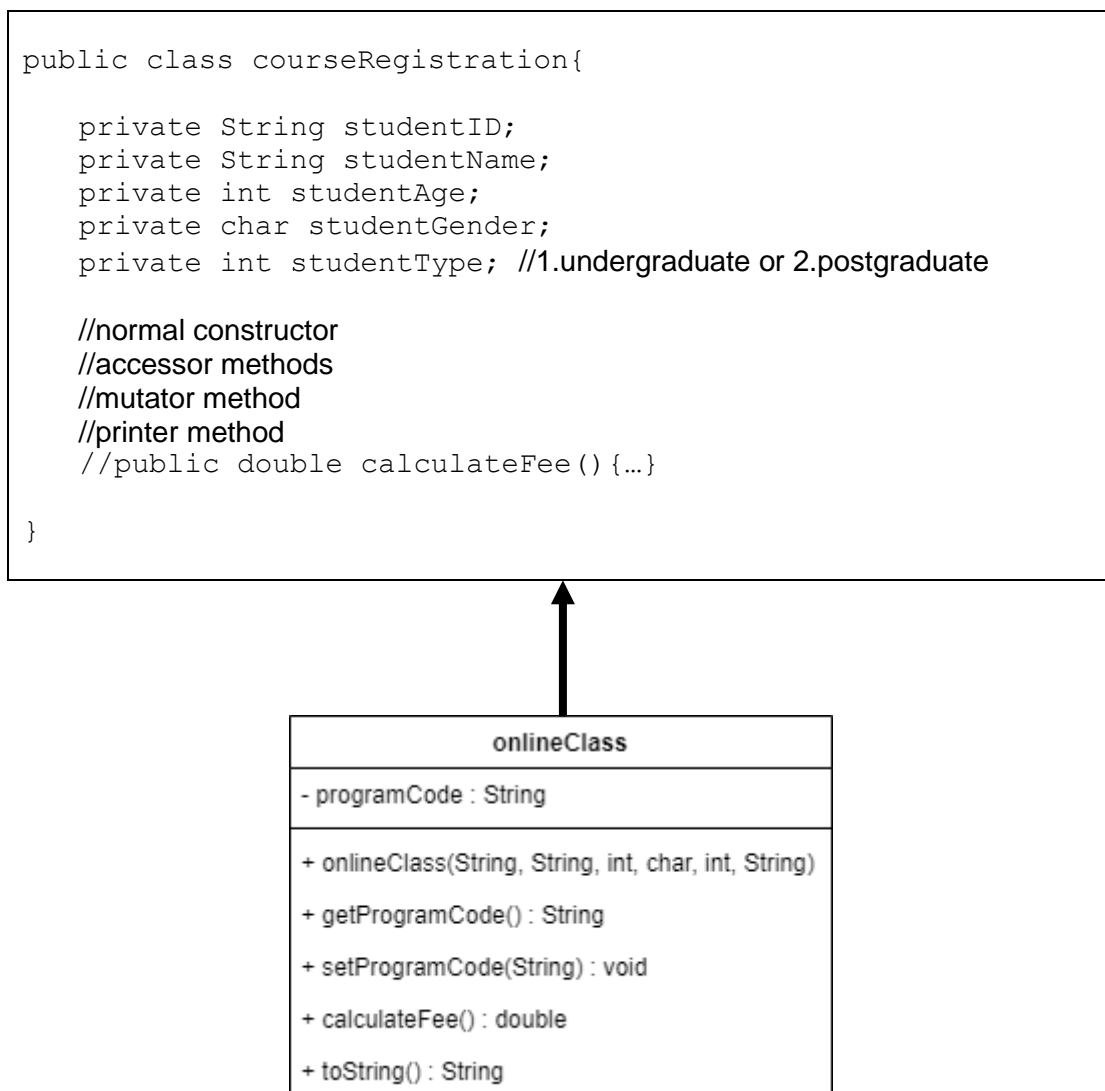 public class courseRegistration{
private String studentID;
private String studentName;
private int studentAge;
private char studentGender;
private int studentType; //1.undergraduate or 2.postgraduate
//normal constructor
//accessor methods
//mutator method
//printer method
//public double calculateFee(){…}
}
onlineClass
- programCode : String
+ onlineClass(String, String, int, char, int, String)
+ getProgramCode() : String
+ setProgramCode(String) : void
+ calculateFee() : double
+ toString() : String